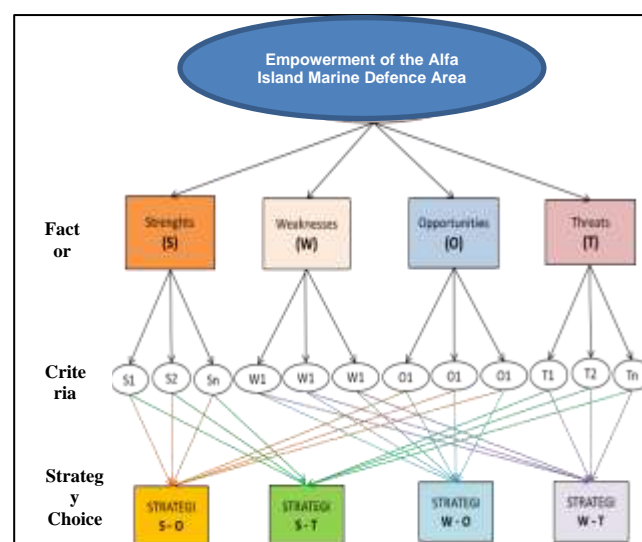 Empowerment of the Alfa
Island Marine Defence Area
Fact
or
Strenghts
(S)
Weaknesses
(W)
Opportunities
(O)
Threats
(T)
Crite
ria
S1 S2 Sn W1 W1 W1 O1 O1 O1 T1 T2 Tn
Strateg
y
Choice
STRATEGI
S - O
STRATEGI
S - T
STRATEGI
W - O
STRATEGI
W - T